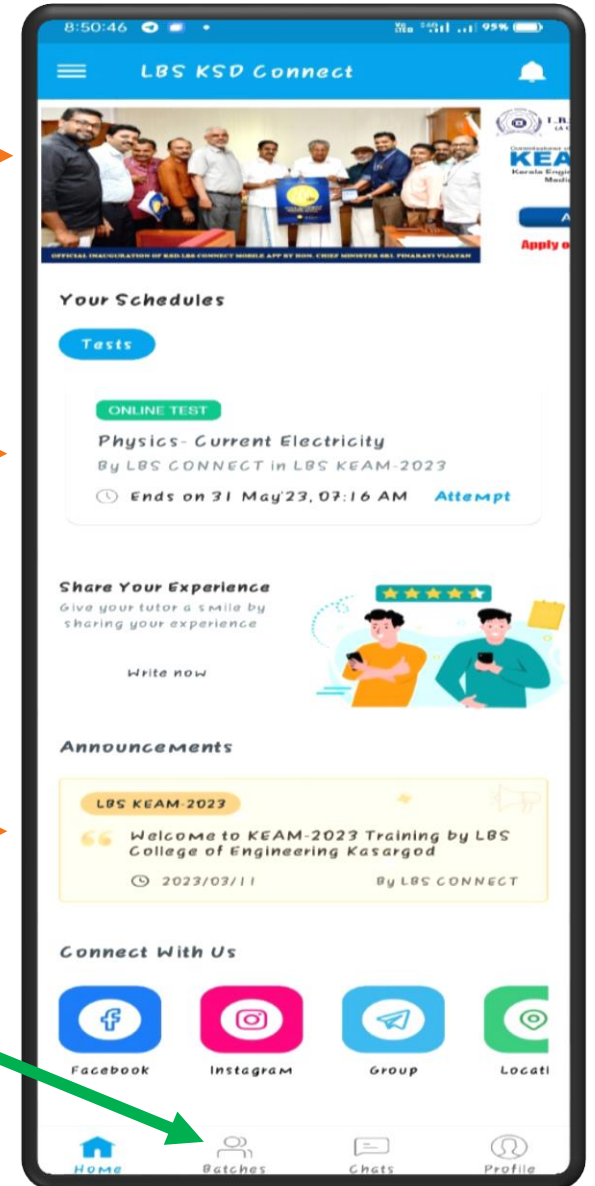 8:50:46
95%
LBS KSD Connect
KEA
Kerala Engin
Medi
A
Apply o
OFFICIAL INAUGURATION OF KSD-LBS CONNECT MOBILE APP BY HON. CHIEF MINISTER SRI. PINARAYI VIJAYAN
Your Schedules
Tests
ONLINE TEST
Physics- Current Electricity
By LBS CONNECT in LBS KEAM-2023
Ends on 31 May'23, 07:16 AM Attempt
Share Your Experience
Give your tutor a smile by
sharing your experience
Write now
Announcements
LBS KEAM-2023
Welcome to KEAM-2023 Training by LBS
College of Engineering Kasargod
2023/03/11 By LBS CONNECT
Connect With Us
Facebook Instagram Group Locati
Home Batches Chats Profile